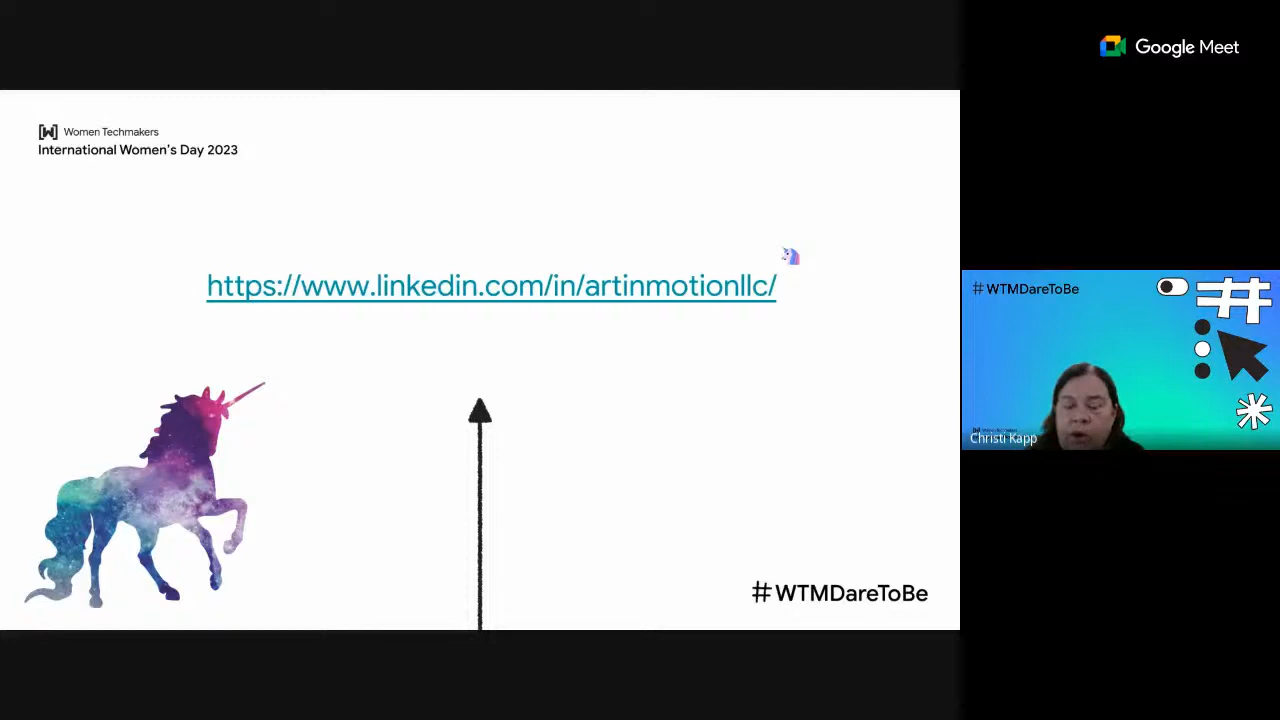 Google Meet
[W] Women Techmakers
International Women's Day 2023
https://www.linkedin.com/in/artinmotionllc/
#WTMDareToBe
# WTMDareToBe
Christi Kapp